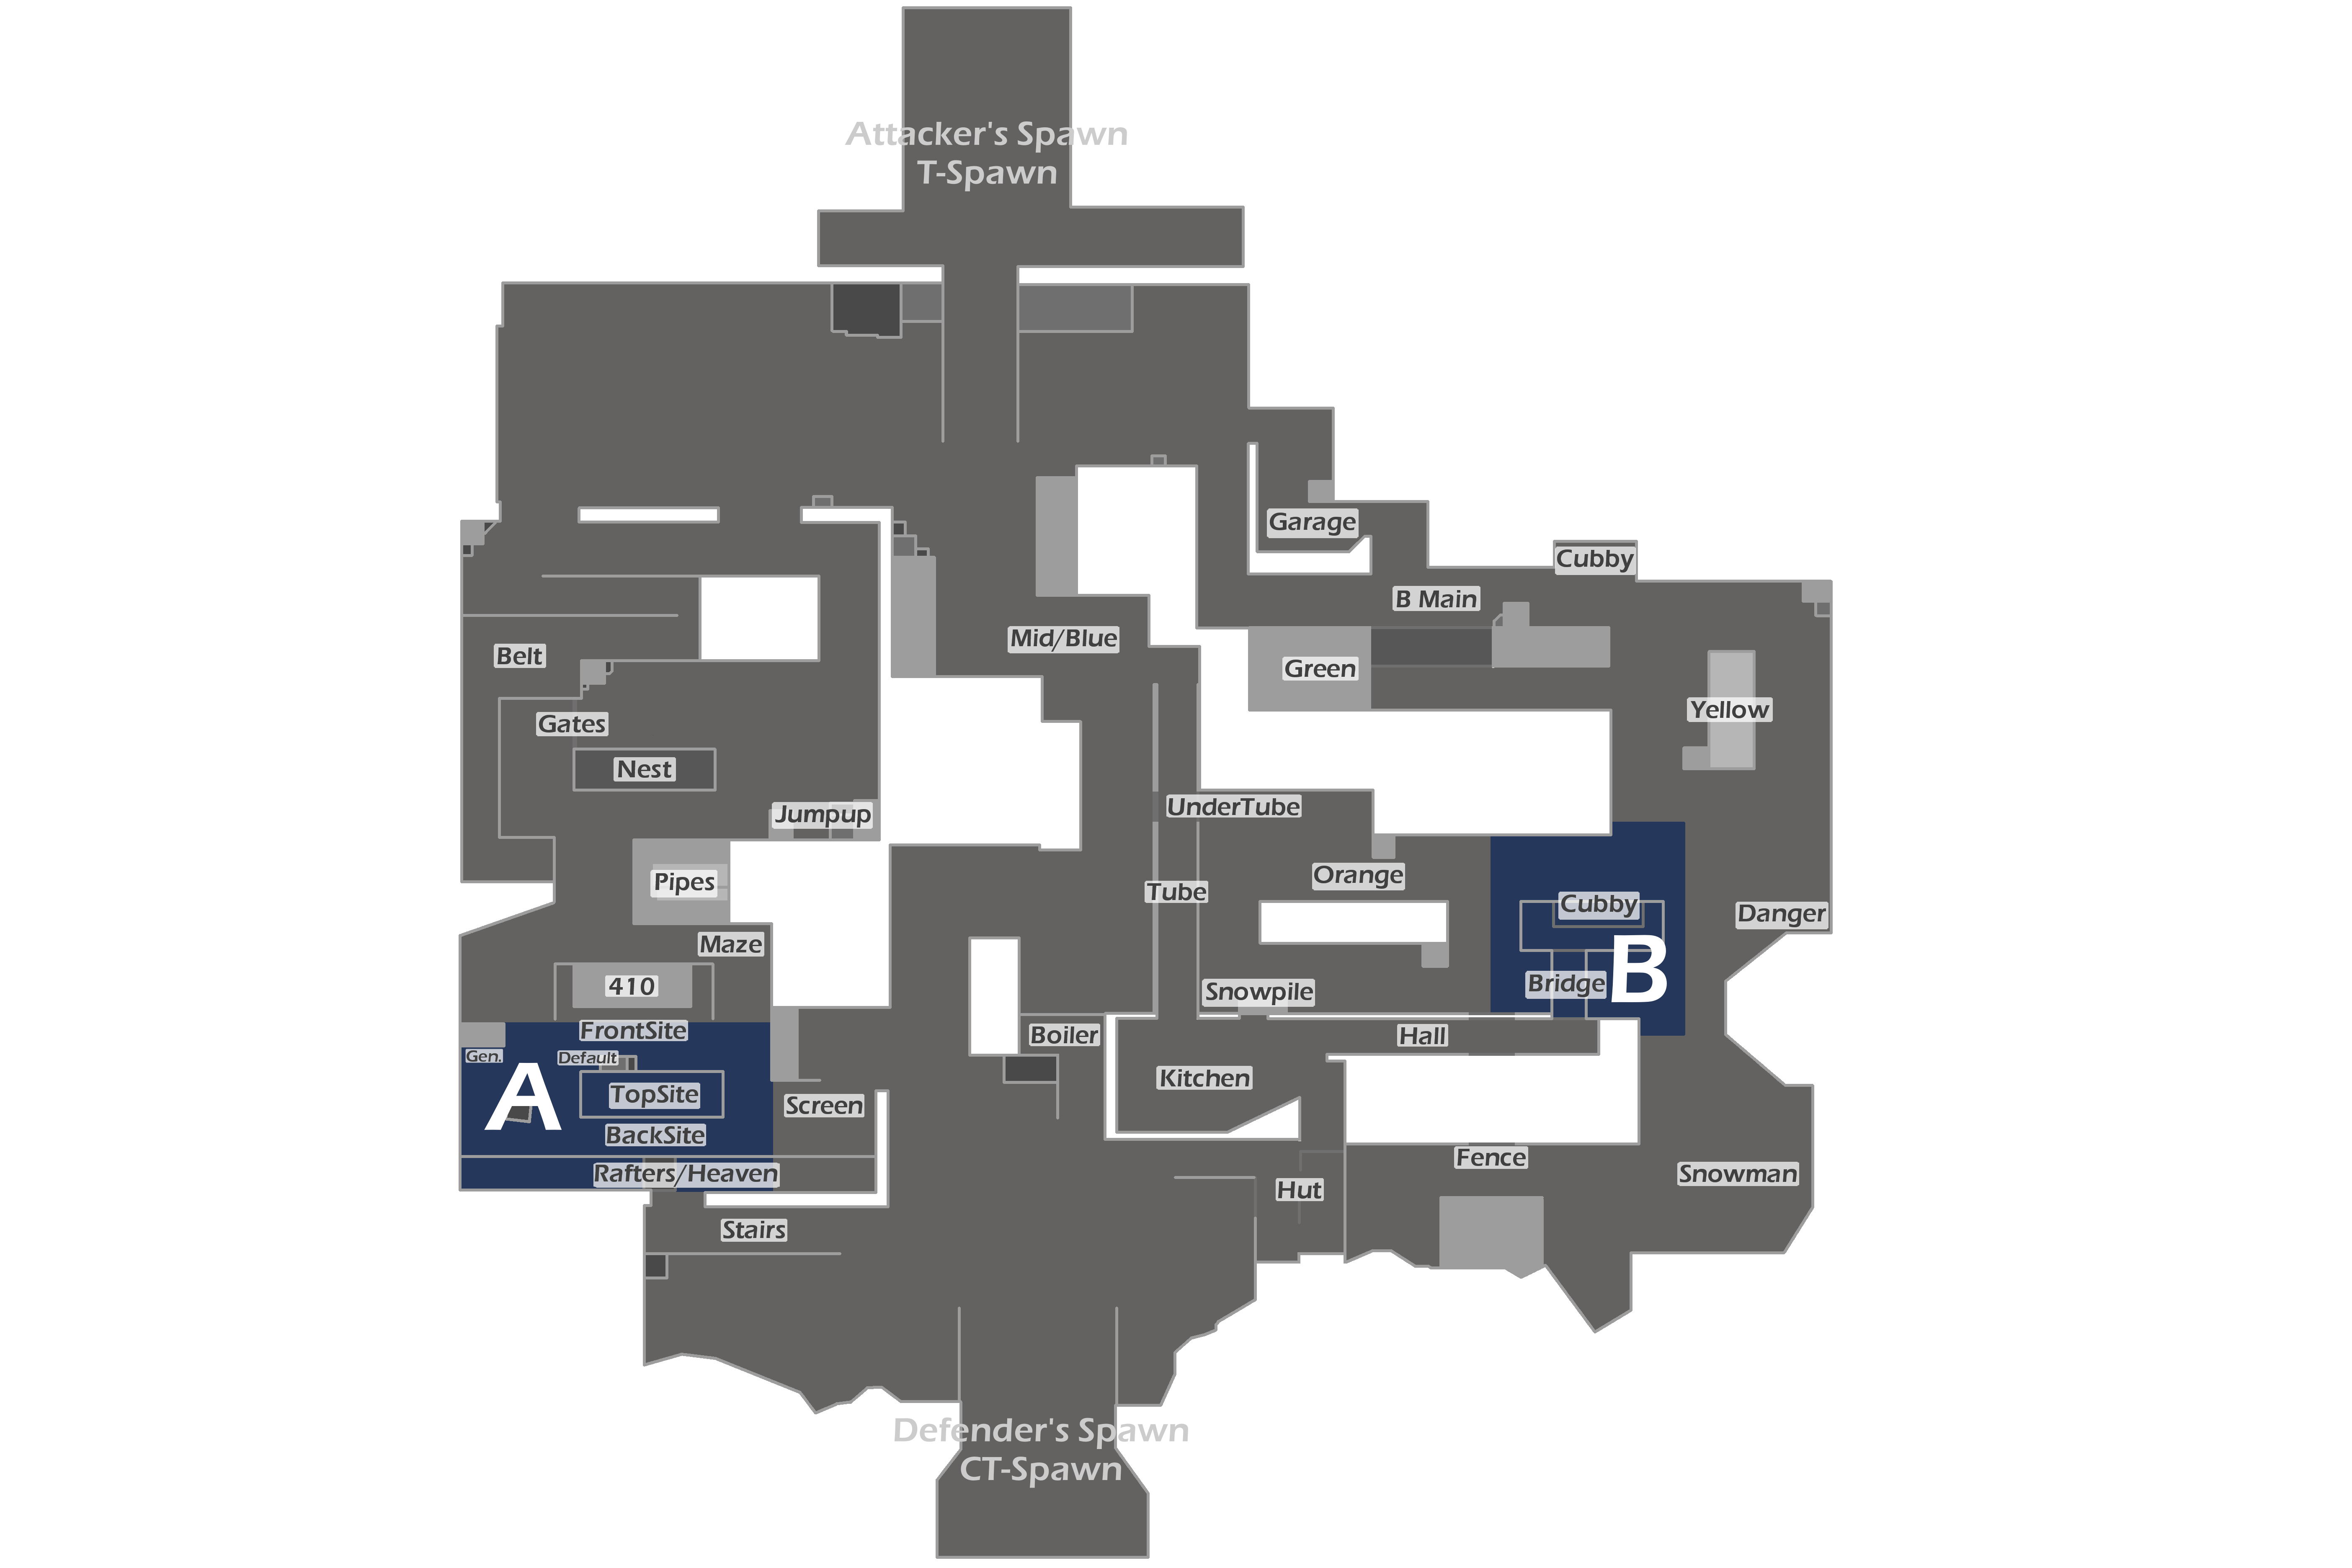 Attacker's Spawn
T-Spawn
Garage
Cubby
B Main
Mid/Blue
Belt
Green
Yellow
Gates
Nest
UnderTube
Jumpup
Orange
Pipes
Tube
Cubby
Danger
Maze
B
410
Bridge
Snowpile
FrontSite
Boiler
Hall
Gen.
Default
A
TopSite
Kitchen
Screen
BackSite
Fence
Rafters/Heaven
Snowman
Hut
Stairs
Defender's Spawn
CT-Spawn